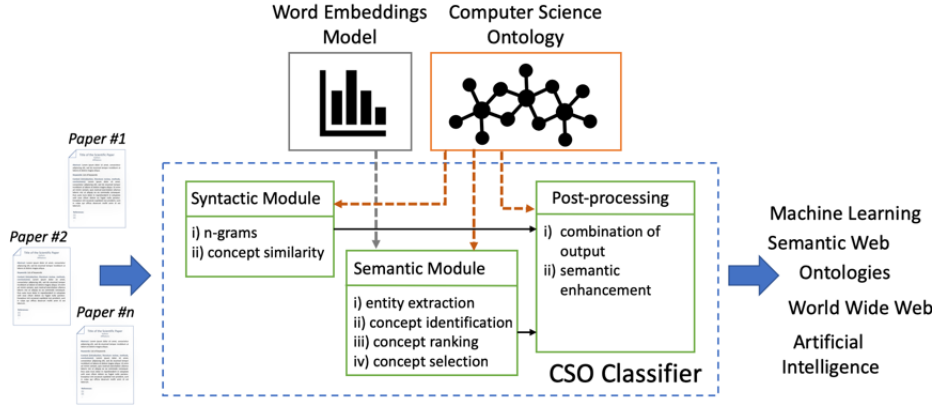 Word Embeddings
Model
Computer Science
Ontology
Paper #1
Paper #2
Paper #n
Syntactic Module
i) n-grams
ii) concept similarity
Semantic Module
i) entity extraction
ii) concept identification
iii) concept ranking
iv) concept selection
Post-processing
i) combination of
output
ii) semantic
enhancement
CSO Classifier
Machine Learning
Semantic Web
Ontologies
World Wide Web
Artificial
Intelligence